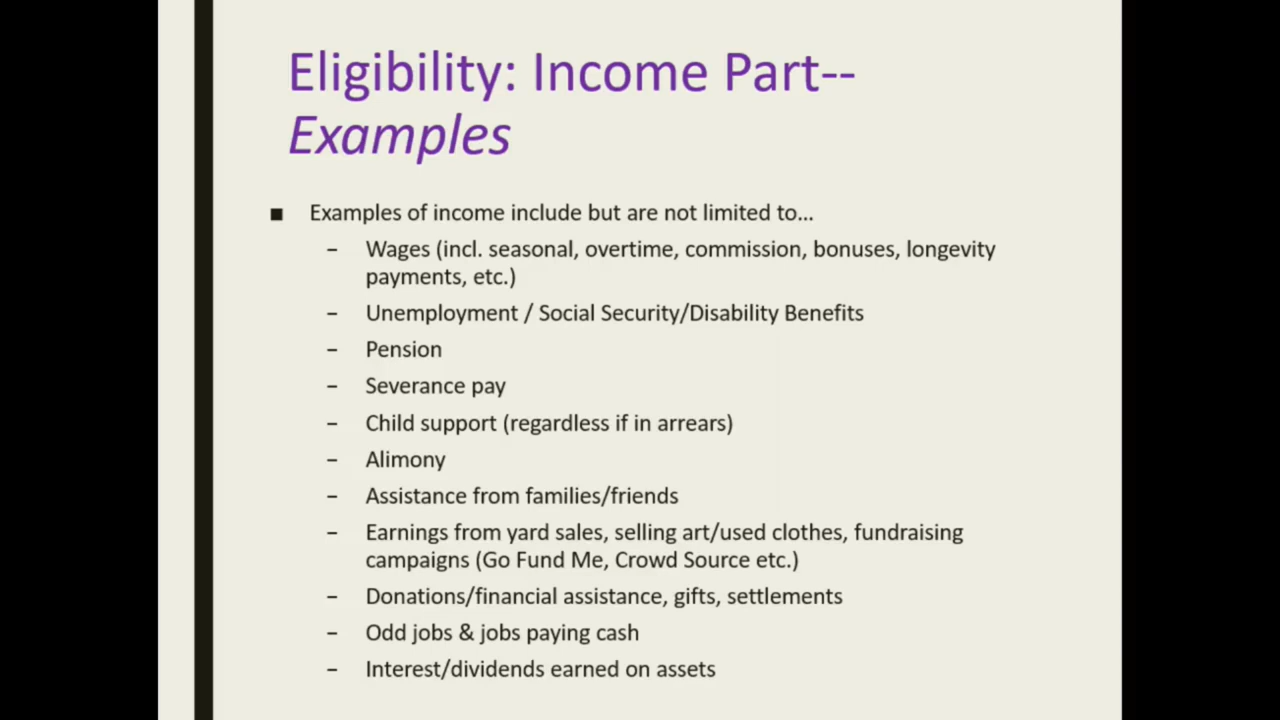 Eligibility: Income Part--
Examples
■ Examples of income include but are not limited to...
– Wages (incl. seasonal, overtime, commission, bonuses, longevity
payments, etc.)
– Unemployment / Social Security/Disability Benefits
– Pension
– Severance pay
– Child support (regardless if in arrears)
– Alimony
– Assistance from families/friends
– Earnings from yard sales, selling art/used clothes, fundraising
campaigns (Go Fund Me, Crowd Source etc.)
– Donations/financial assistance, gifts, settlements
– Odd jobs & jobs paying cash
– Interest/dividends earned on assets